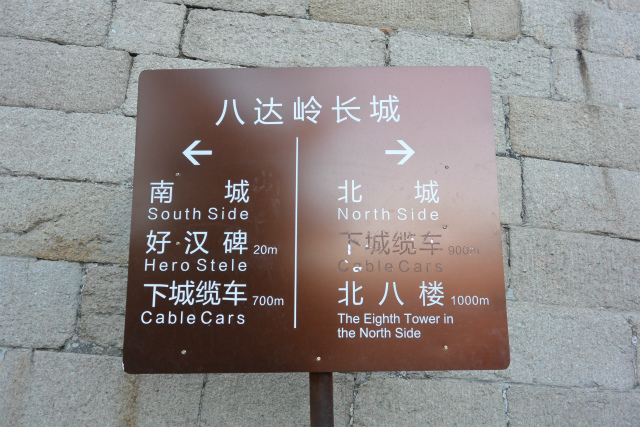 八达岭长城
← →
南城
South Side
好汉碑 20m
Hero Stele
下城缆车 700m
Cable Cars
北城
North Side
下城缆车 900m
Cable Cars
北八楼 1000m
The Eighth Tower in
the North Side